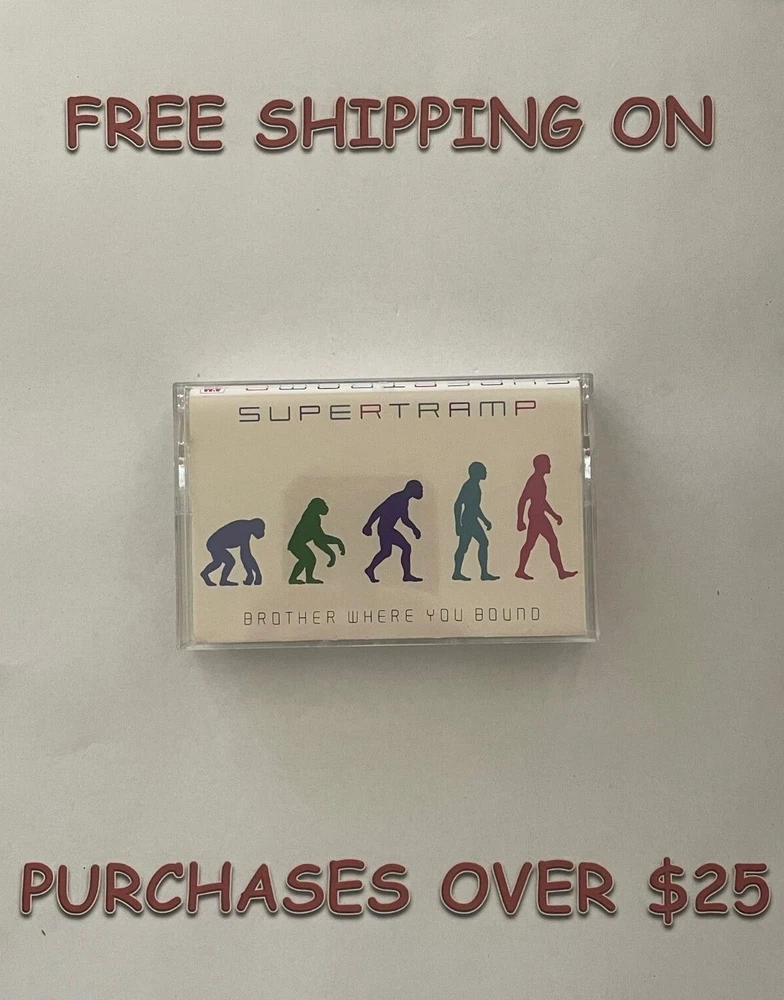 FREE SHIPPING ON
SUPERTRAMP
BROTHER WHERE YOU BOUND
PURCHASES OVER $25